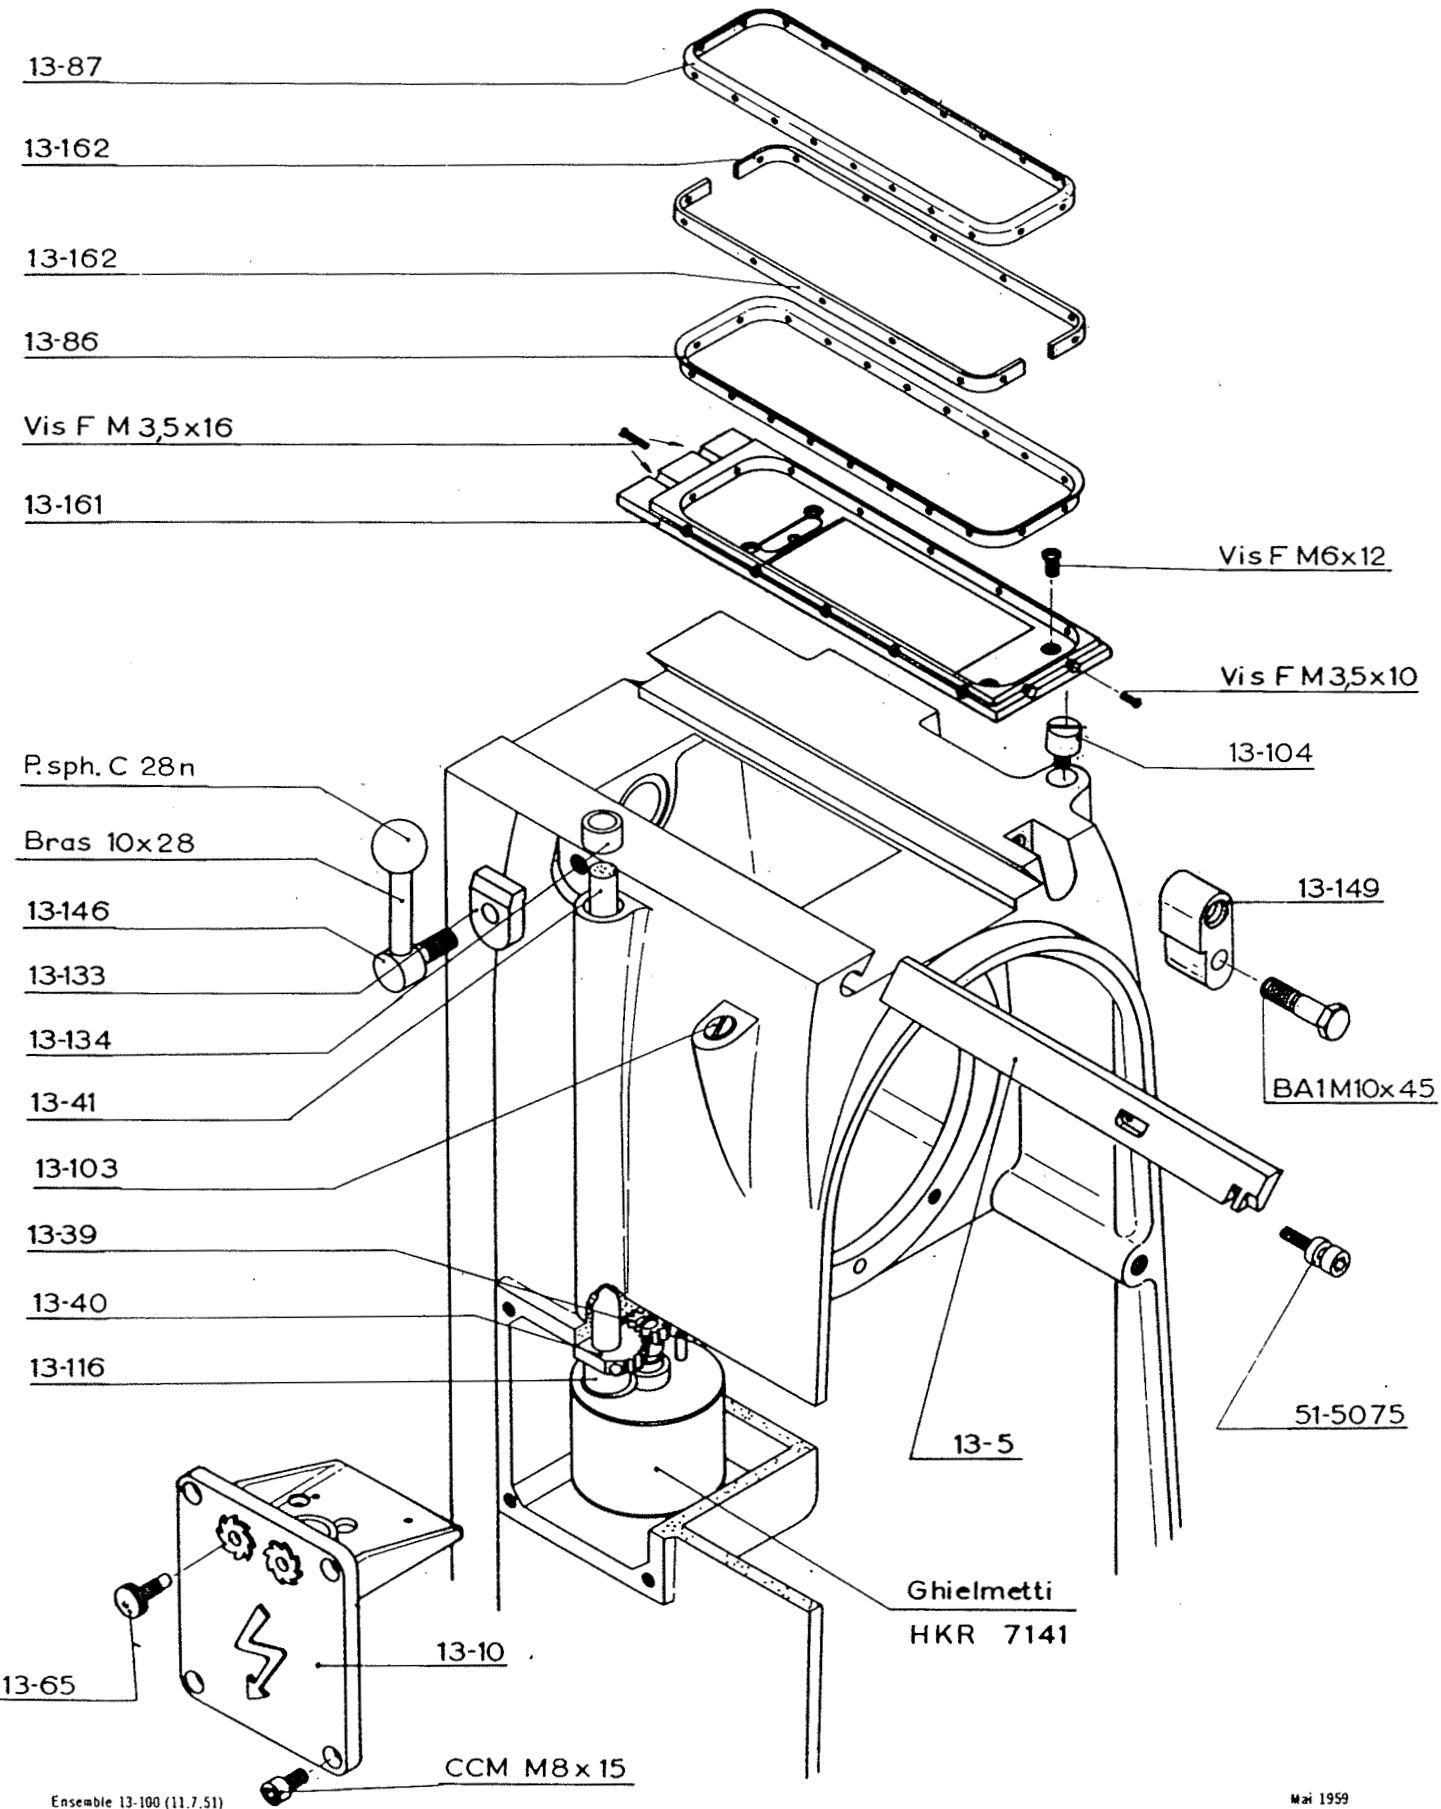 13-87
13-162
13-162
13-86
Vis F M 3,5x16
13-161
Vis F M6x12
Vis F M 3,5x10
13-104
P.sph. C 28n
Bras 10x28
13-146
13-149
13-133
13-134
BA1M10x45
13-41
13-103
13-39
13-40
13-116
51-5075
13-5
Ghielmetti
HKR 7141
13-10
13-65
CCM M8x15
Ensemble 13-100 (11.7.51)
Mai 1959